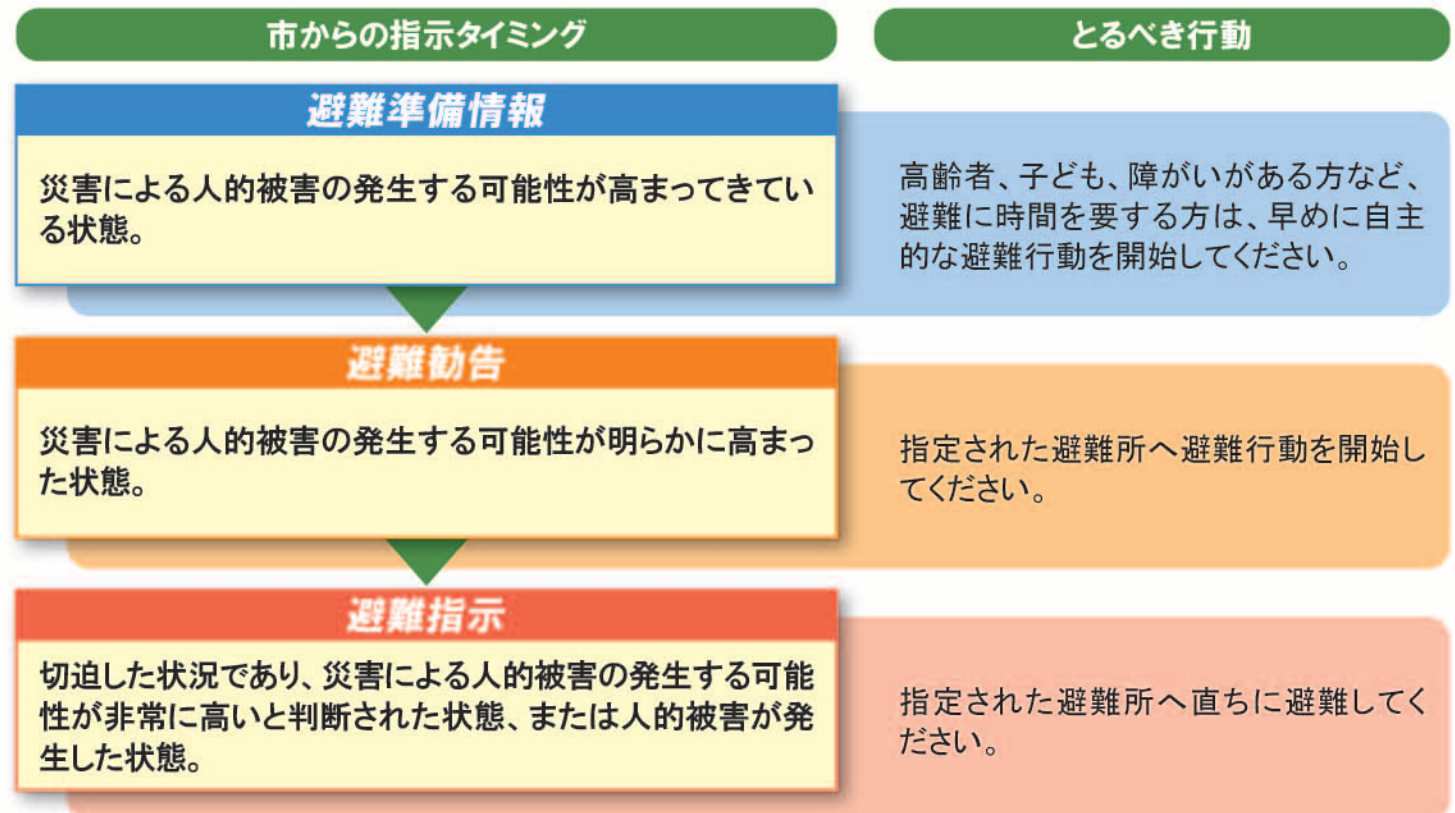 市からの指示タイミング
とるべき行動
避難準備情報
災害による人的被害の発生する可能性が高まってきてい
る状態。
高齢者、子ども、障がいがある方など、
避難に時間を要する方は、早めに自主
的な避難行動を開始してください。
避難勧告
災害による人的被害の発生する可能性が明らかに高まっ
た状態。
指定された避難所へ避難行動を開始し
てください。
避難指示
切迫した状況であり、災害による人的被害の発生する可能
性が非常に高いと判断された状態、または人的被害が発
生した状態。
指定された避難所へ直ちに避難してく
ださい。